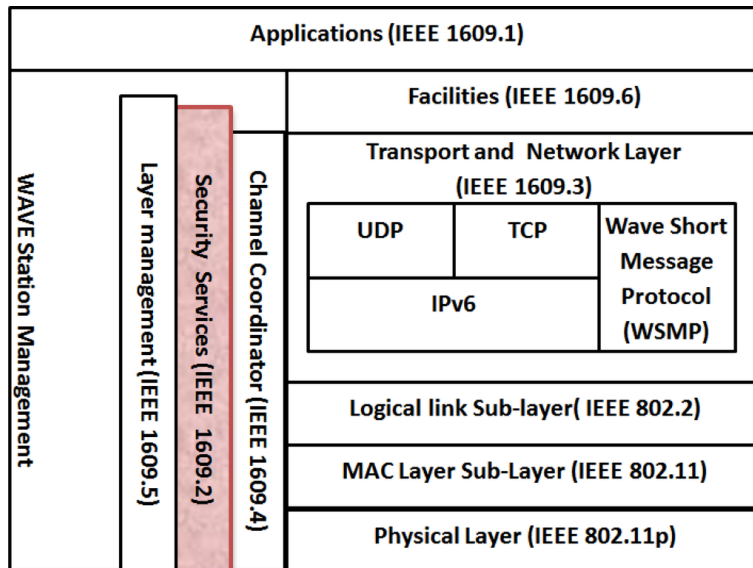 Applications (IEEE 1609.1)
WAVE Station Management
Layer management (IEEE 1609.5)
Security Services (IEEE 1609.2)
Channel Coordinator (IEEE 1609.4)
Facilities (IEEE 1609.6)
Transport and Network Layer
(IEEE 1609.3)
UDP
TCP
IPv6
Wave Short
Message
Protocol
(WSMP)
Logical link Sub-layer( IEEE 802.2)
MAC Layer Sub-Layer (IEEE 802.11)
Physical Layer (IEEE 802.11p)